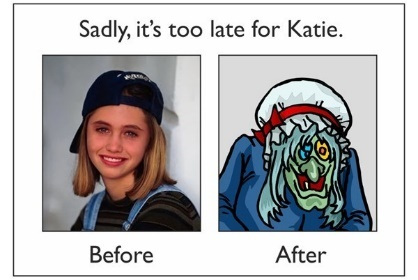 Sadly, it's too late for Katie.
Before
After